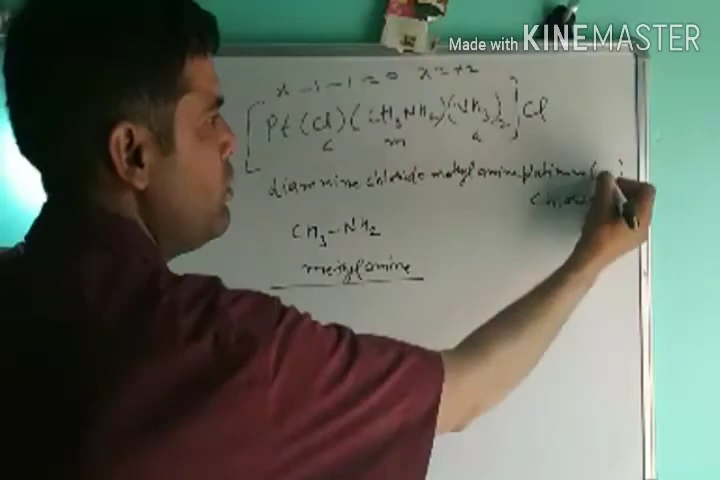 Made with KINEMASTER
x -1 -1 = 0 x = +2
[Pt(Cl)(CH3NH2)(NH3)2]Cl
c m a
diammine chlorido methylamine platinum (
CH3-NH2
methylamine